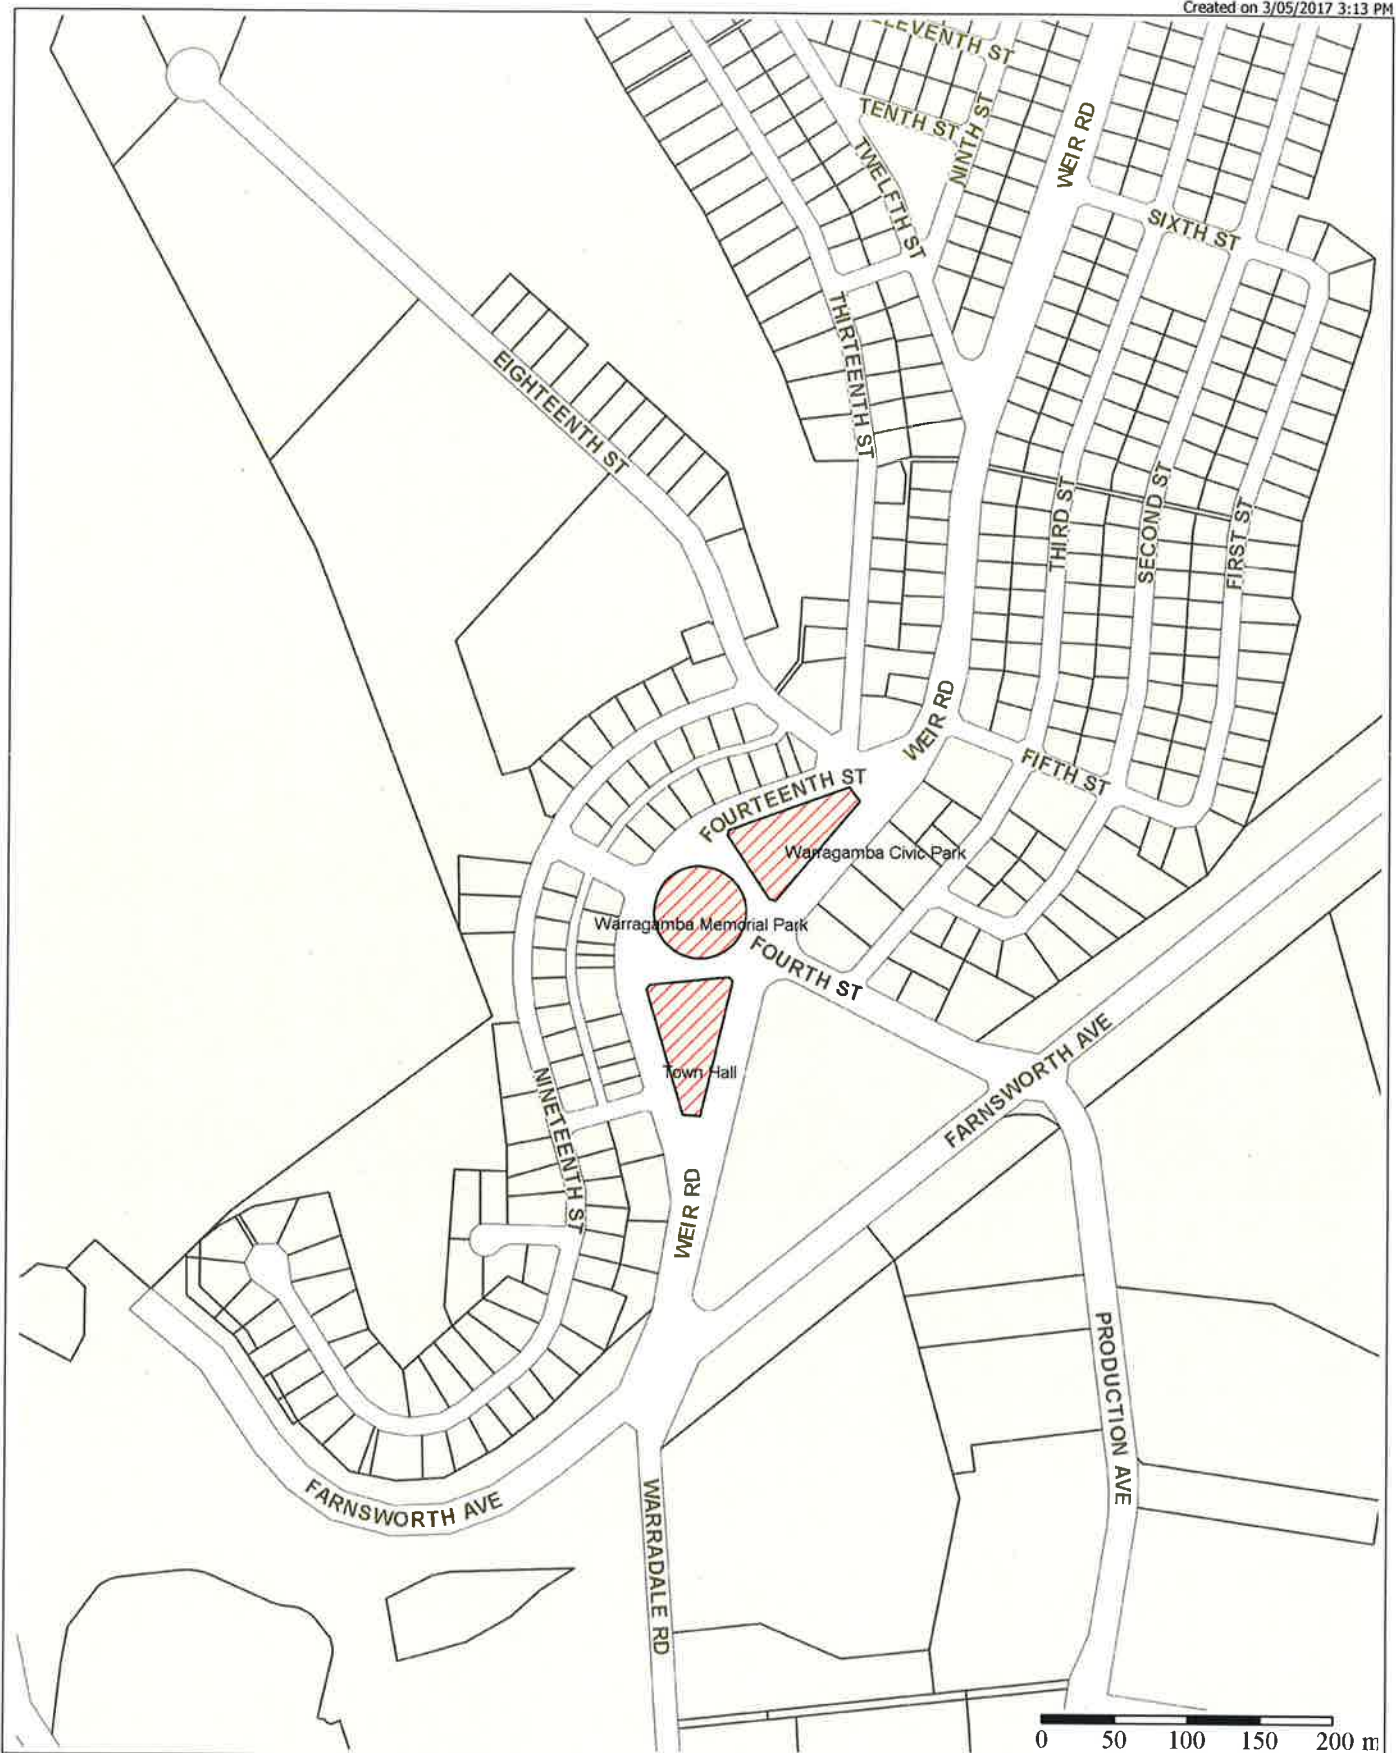 Created on 3/05/2017 3:13 PM
ELEVENTH ST
TENTH ST
NINTH ST
TWELFTH ST
WEIR RD
SIXTH ST
THIRTEENTH ST
EIGHTEENTH ST
THIRD ST
SECOND ST
FIRST ST
WEIR RD
FIFTH ST
FOURTEENTH ST
Warragamba Civic Park
Warragamba Memorial Park
FOURTH ST
Town Hall
FARNSWORTH AVE
NINETEENTH ST
WEIR RD
PRODUCTION AVE
FARNSWORTH AVE
WARRADALE RD
0 50 100 150 200 m